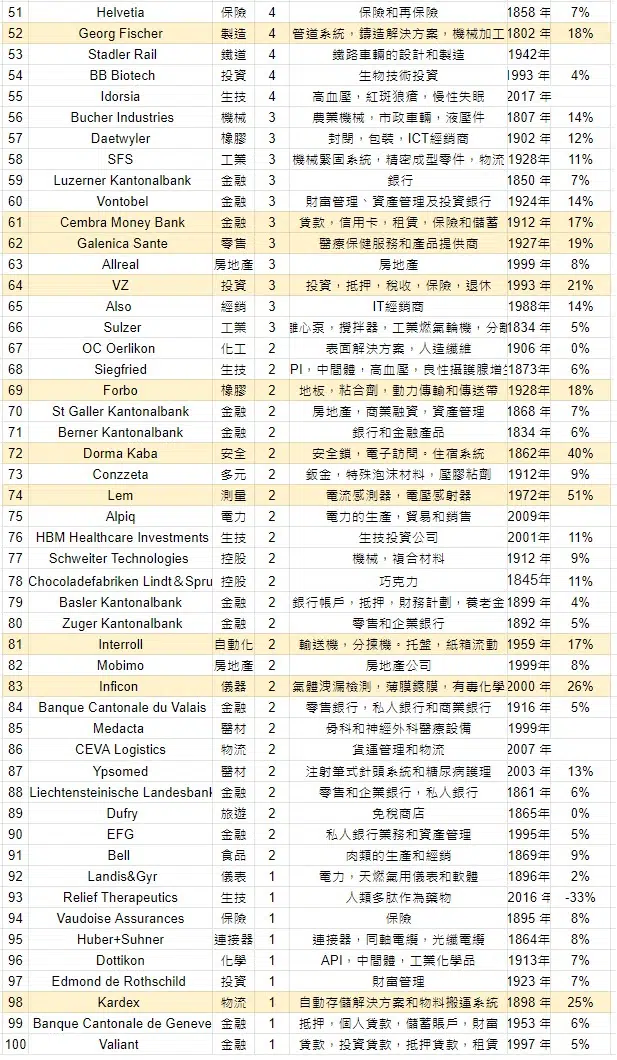 51 Helvetia 保險 4 保險和再保險 1858 年 7%
52 Georg Fischer 製造 4 管道系統，鑄造解決方案，機械加工 1802 年 18%
53 Stadler Rail 鐵道 4 鐵路車輛的設計和製造 1942年
54 BB Biotech 投資 4 生物技術投資 1993 年 4%
55 Idorsia 生技 4 高血壓，紅斑狼瘡，慢性失眠 2017 年
56 Bucher Industries 機械 3 農業機械，市政車輛，液壓件 1807 年 14%
57 Daetwyler 橡膠 3 封閉，包裝，ICT經銷商 1902 年 12%
58 SFS 工業 3 機械緊固系統，精密成型零件，物流 1928年 11%
59 Luzerner Kantonalbank 金融 3 銀行 1850 年 7%
60 Vontobel 金融 3 財富管理、資產管理及投資銀行 1924年 14%
61 Cembra Money Bank 金融 3 貸款，信用卡，租賃，保險和儲蓄 1912 年 17%
62 Galenica Sante 零售 3 醫療保健服務和產品提供商 1927年 19%
63 Allreal 房地產 3 房地產 1999 年 8%
64 VZ 投資 3 投資，抵押，稅收，保險，退休 1993 年 21%
65 Also 經銷 3 IT經銷商 1988年 14%
66 Sulzer 工業 3 離心泵，攪拌器，工業燃氣輪機，分割 1834 年 5%
67 OC Oerlikon 化工 2 表面解決方案，人造纖維 1906 年 0%
68 Siegfried 生技 2 PI，中間體，高血壓，良性攝護腺增 1873年 6%
69 Forbo 橡膠 2 地板，粘合劑，動力傳輸和傳送帶 1928年 18%
70 St Galler Kantonalbank 金融 2 房地產，商業融資，資產管理 1868 年 7%
71 Berner Kantonalbank 金融 2 銀行和金融產品 1834 年 6%
72 Dorma Kaba 安全 2 安全鎖，電子訪問。住宿系統 1862年 40%
73 Conzzeta 多元 2 鈑金，特殊泡沫材料，壓膠粘劑 1912年 9%
74 Lem 測量 2 電流感測器，電壓感射器 1972年 51%
75 Alpiq 電力 2 電力的生產，貿易和銷售 2009年
76 HBM Healthcare Investments 生技 2 生技投資公司 2001年 11%
77 Schweiter Technologies 控股 2 機械，複合材料 1912 年 9%
78 Chocoladefabriken Lindt＆Spru 控股 2 巧克力 1845年 11%
79 Basler Kantonalbank 金融 2 銀行帳戶，抵押，財務計劃，養老金 1899 年 4%
80 Zuger Kantonalbank 金融 2 零售和企業銀行 1892 年 5%
81 Interroll 自動化 2 輸送機，分揀機。托盤，紙箱流動 1959 年 17%
82 Mobimo 房地產 2 房地產公司 1999年 8%
83 Inficon 儀器 2 氣體洩漏檢測，薄膜鍍膜，有毒化學 2000 年 26%
84 Banque Cantonale du Valais 金融 2 零售銀行，私人銀行和商業銀行 1916 年 5%
85 Medacta 醫材 2 骨科和神經外科醫療設備 1999年
86 CEVA Logistics 物流 2 貨運管理和物流 2007 年
87 Ypsomed 醫材 2 注射筆式針頭系統和糖尿病護理 2003 年 13%
88 Liechtensteinische Landesbank 金融 2 零售和企業銀行，私人銀行 1861 年 6%
89 Dufry 旅遊 2 免稅商店 1865年 0%
90 EFG 金融 2 私人銀行業務和資產管理 1995年 5%
91 Bell 食品 2 肉類的生產和經銷 1869年 9%
92 Landis&Gyr 儀表 1 電力，天燃氣用儀表和軟體 1896年 2%
93 Relief Therapeutics 生技 1 人類多肽作為藥物 2016 年 -33%
94 Vaudoise Assurances 保險 1 保險 1895 年 8%
95 Huber+Suhner 連接器 1 連接器，同軸電纜，光纖電纜 1864年 8%
96 Dottikon 化學 1 API，中間體，工業化學品 1913年 7%
97 Edmond de Rothschild 投資 1 財富管理 1923 年 7%
98 Kardex 物流 1 自動存儲解決方案和物料搬運系統 1898 年 25%
99 Banque Cantonale de Geneve 金融 1 抵押，個人貸款，儲蓄賬戶，財富 1953 年 6%
100 Valiant 金融 1 貸款，投資貸款，抵押貸款，租賃 1997 年 5%